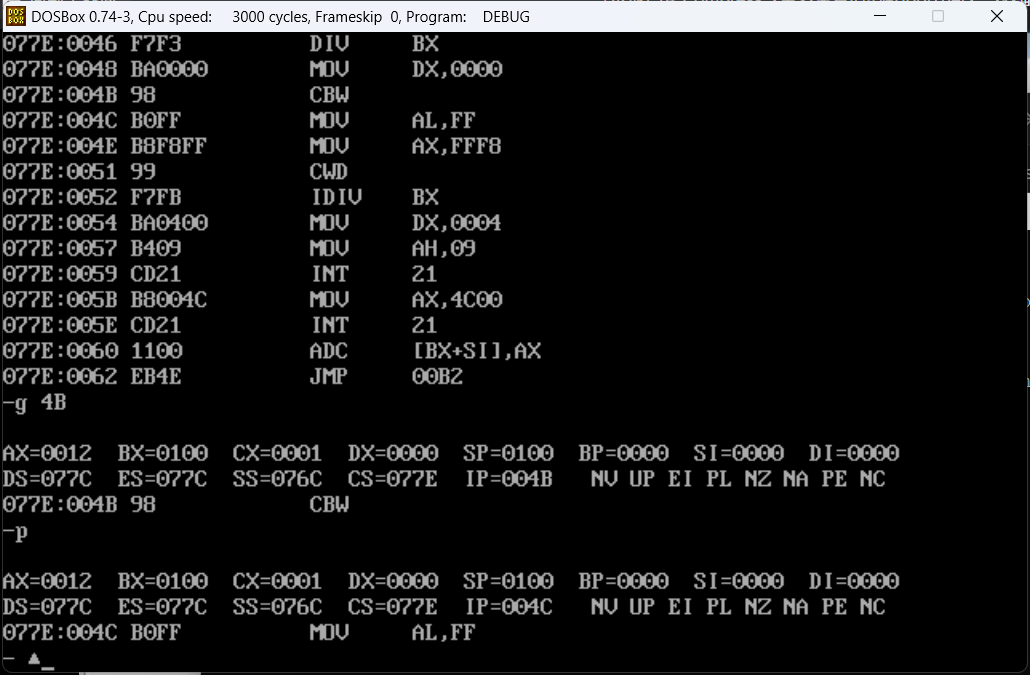 DOSBox 0.74-3, Cpu speed: 3000 cycles, Frameskip 0, Program: DEBUG
077E:0046 F7F3 DIV BX
077E:0048 BA0000 MOV DX,0000
077E:004B 98 CBW
077E:004C B0FF MOV AL,FF
077E:004E B8F8FF MOV AX,FFF8
077E:0051 99 CWD
077E:0052 F7FB IDIV BX
077E:0054 BA0400 MOV DX,0004
077E:0057 B409 MOV AH,09
077E:0059 CD21 INT 21
077E:005B B8004C MOV AX,4C00
077E:005E CD21 INT 21
077E:0060 1100 ADC [BX+SI],AX
077E:0062 EB4E JMP 00B2
-g 4B
AX=0012 BX=0100 CX=0001 DX=0000 SP=0100 BP=0000 SI=0000 DI=0000
DS=077C ES=077C SS=076C CS=077E IP=004B NV UP EI PL NZ NA PE NC
077E:004B 98 CBW
-p
AX=0012 BX=0100 CX=0001 DX=0000 SP=0100 BP=0000 SI=0000 DI=0000
DS=077C ES=077C SS=076C CS=077E IP=004C NV UP EI PL NZ NA PE NC
077E:004C B0FF MOV AL,FF
- ▲_